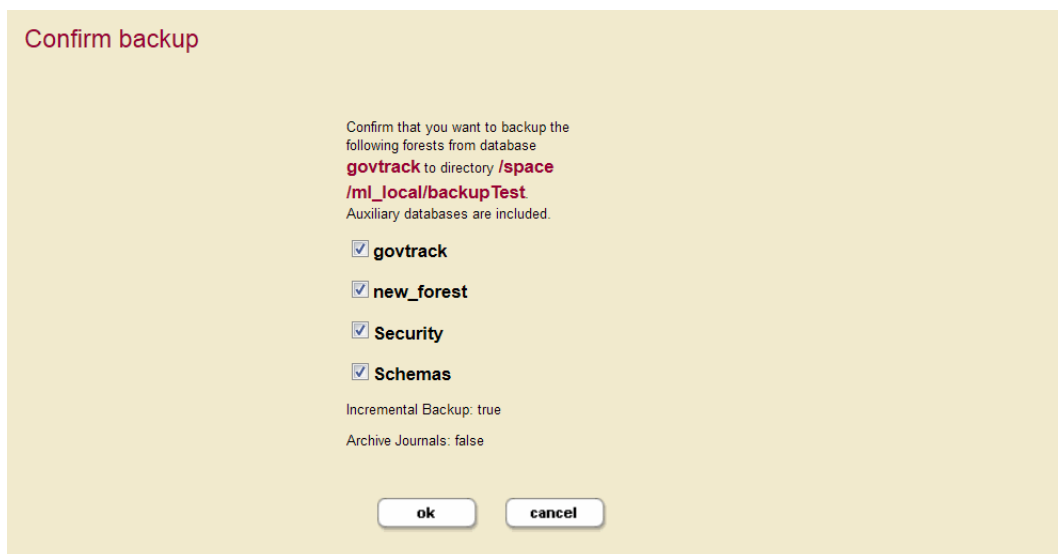 Confirm backup
Confirm that you want to backup the
following forests from database
govtrack to directory /space
/ml_local/backupTest.
Auxiliary databases are included.
govtrack
new_forest
Security
Schemas
Incremental Backup: true
Archive Journals: false
ok cancel